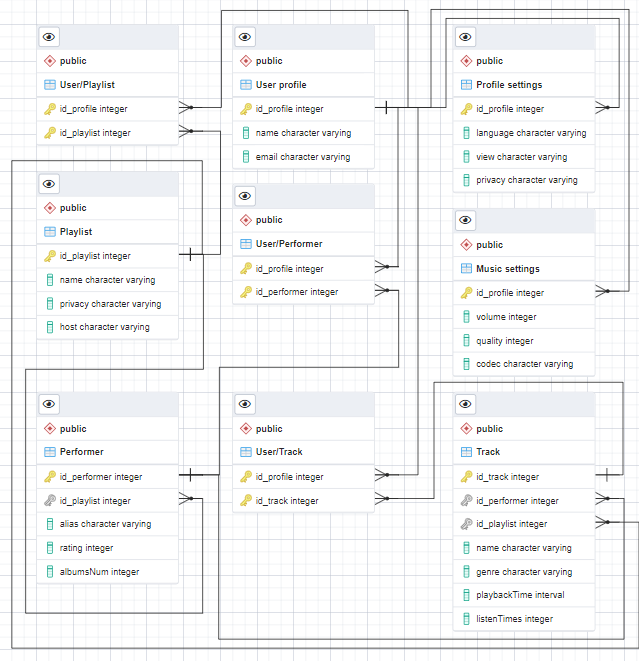 public
User/Playlist
id_profile integer
id_playlist integer
public
User profile
id_profile integer
name character varying
email character varying
public
Profile settings
id_profile integer
language character varying
view character varying
privacy character varying
public
Playlist
id_playlist integer
name character varying
privacy character varying
host character varying
public
User/Performer
id_profile integer
id_performer integer
public
Music settings
id_profile integer
volume integer
quality integer
codec character varying
public
Performer
id_performer integer
id_playlist integer
alias character varying
rating integer
albumsNum integer
public
User/Track
id_profile integer
id_track integer
public
Track
id_track integer
id_performer integer
id_playlist integer
name character varying
genre character varying
playbackTime interval
listenTimes integer